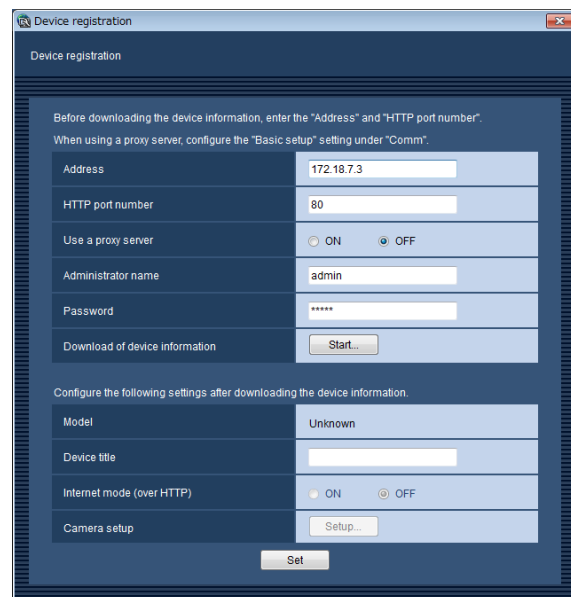 Device registration
Device registration
Before downloading the device information, enter the "Address" and "HTTP port number".
When using a proxy server, configure the "Basic setup" setting under "Comm".
Address 172.18.7.3
HTTP port number 80
Use a proxy server ON OFF
Administrator name admin
Password *****
Download of device information Start...
Configure the following settings after downloading the device information.
Model Unknown
Device title
Internet mode (over HTTP) ON OFF
Camera setup Setup...
Set